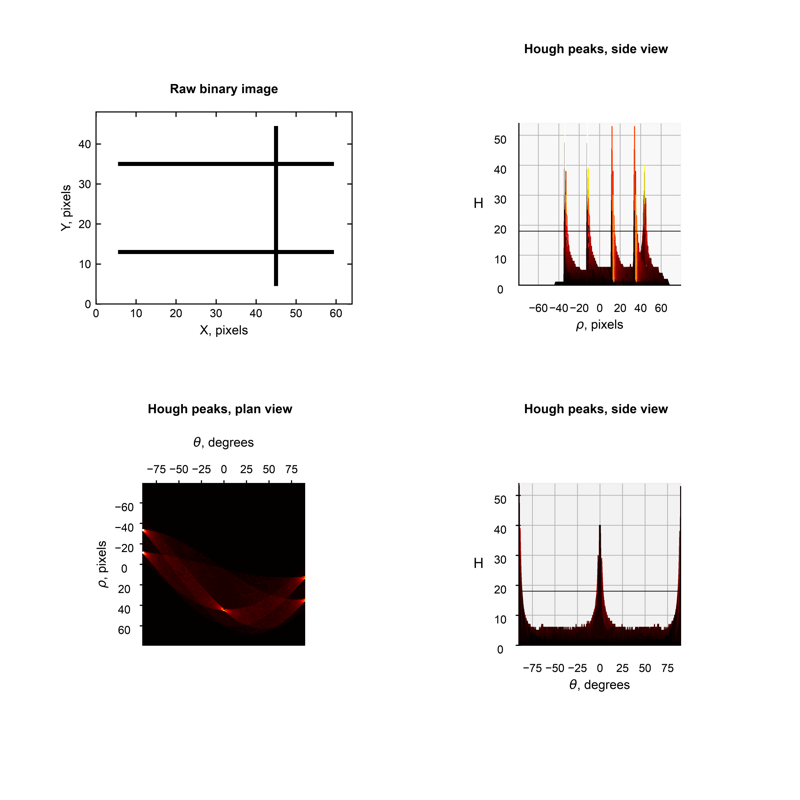 Raw binary image
40
30
20
10
0
Y, pixels
0 10 20 30 40 50 60
X, pixels
Hough peaks, side view
50
40
30
20
10
0
H
−60 −40 −20 0 20 40 60
ρ, pixels
Hough peaks, plan view
θ, degrees
−75 −50 −25 0 25 50 75
−60
−40
−20
0
20
40
60
ρ, pixels
Hough peaks, side view
50
40
30
20
10
0
H
−75 −50 −25 0 25 50 75
θ, degrees